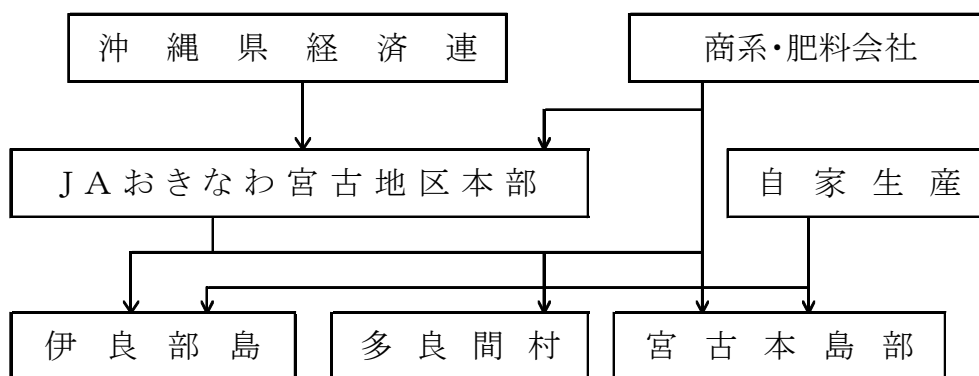 沖縄県経済連
商系・肥料会社
JAおきなわ宮古地区本部
自家生産
伊良部島
多良間村
宮古本島部